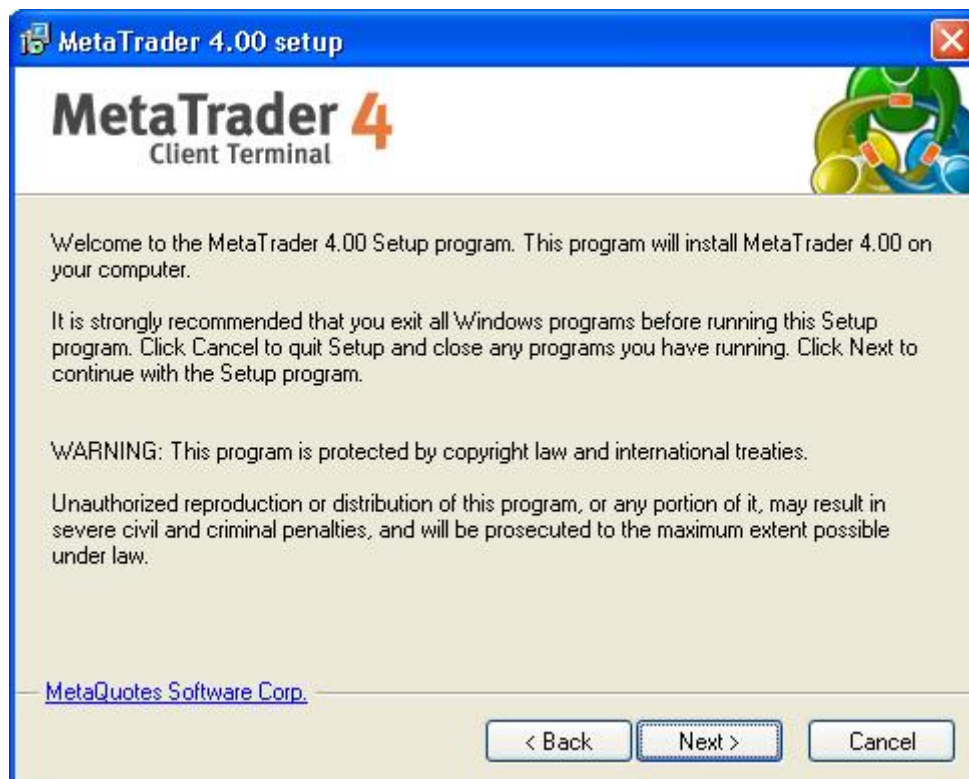 MetaTrader 4.00 setup
MetaTrader 4
Client Terminal
Welcome to the MetaTrader 4.00 Setup program. This program will install MetaTrader 4.00 on
your computer.
It is strongly recommended that you exit all Windows programs before running this Setup
program. Click Cancel to quit Setup and close any programs you have running. Click Next to
continue with the Setup program.
WARNING: This program is protected by copyright law and international treaties.
Unauthorized reproduction or distribution of this program, or any portion of it, may result in
severe civil and criminal penalties, and will be prosecuted to the maximum extent possible
under law.
MetaQuotes Software Corp.
< Back Next > Cancel